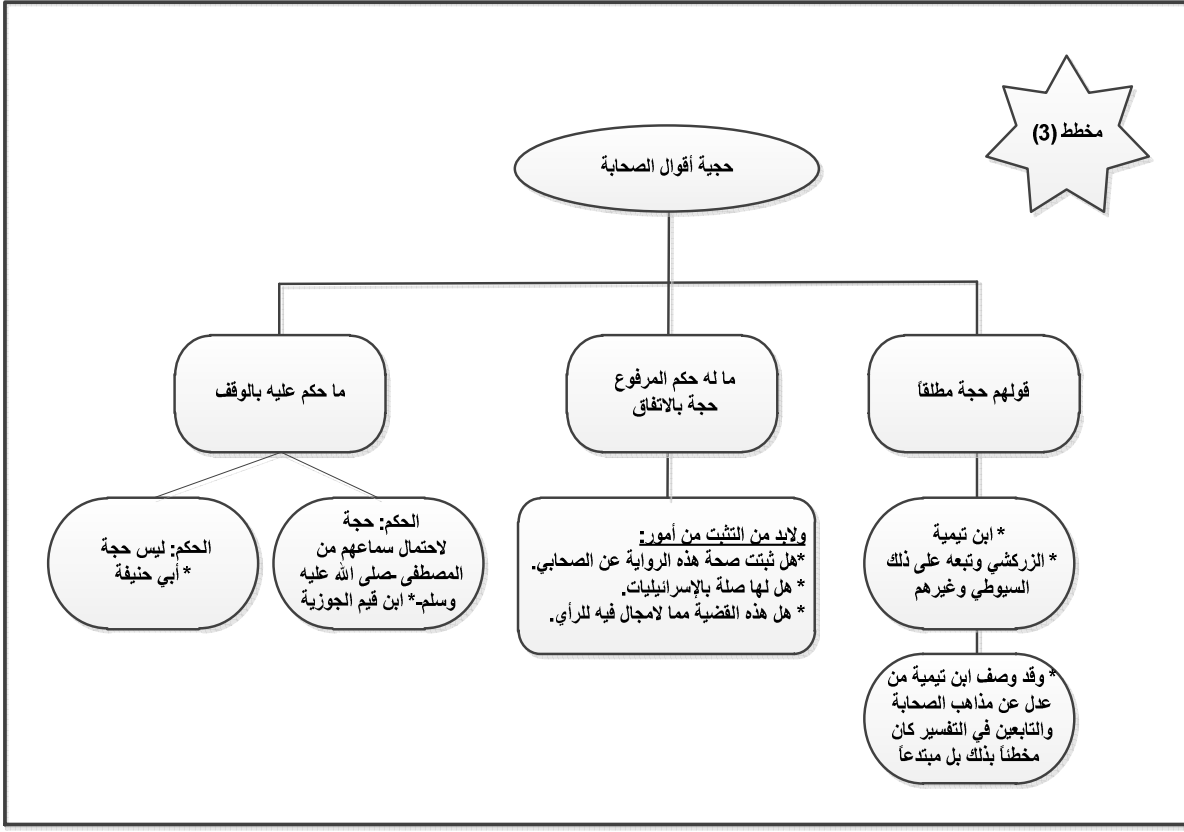 مخطط (3)
حجية أقوال الصحابة
قولهم حجة مطلقاً
* ابن تيمية
* الزركشي وتبعه على ذلك
السيوطي وغيرهم
* وقد وصف ابن تيمية من
عدل عن مذاهب الصحابة
والتابعين في التفسير كان
مخطئاً بذلك بل مبتدعاً
ما له حكم المرفوع
حجة بالاتفاق
ولابد من التثبت من أمور:
*هل ثبتت صحة هذه الرواية عن الصحابي.
* هل لها صلة بالإسرائيليات.
* هل هذه القضية مما لامجال فيه للرأي.
ما حكم عليه بالوقف
الحكم: حجة
لاحتمال سماعهم من
المصطفى -صلى الله عليه
وسلم-* ابن قيم الجوزية
الحكم: ليس حجة
* أبي حنيفة